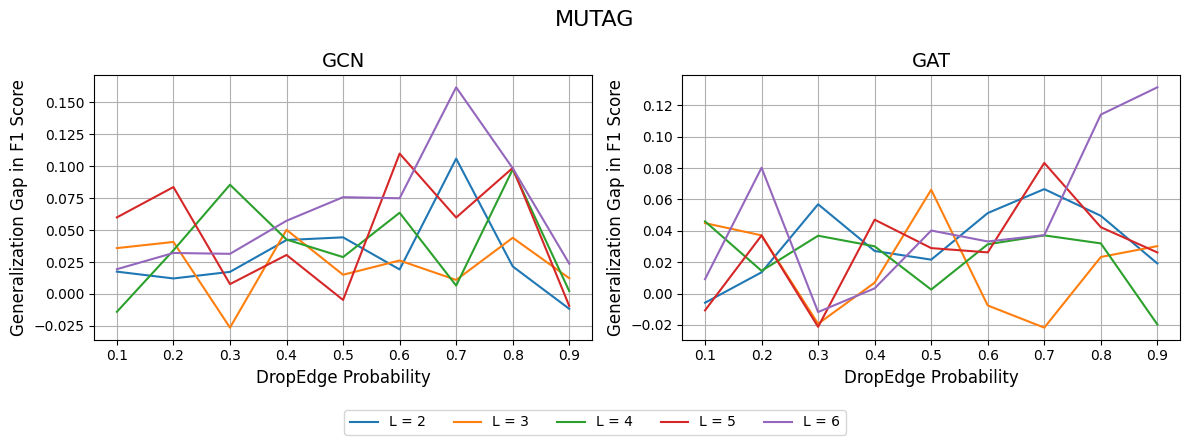 MUTAG
GCN
Generalization Gap in F1 Score
0.150
0.125
0.100
0.075
0.050
0.025
0.000
−0.025
0.1 0.2 0.3 0.4 0.5 0.6 0.7 0.8 0.9
DropEdge Probability
GAT
Generalization Gap in F1 Score
0.12
0.10
0.08
0.06
0.04
0.02
0.00
−0.02
0.1 0.2 0.3 0.4 0.5 0.6 0.7 0.8 0.9
DropEdge Probability
L = 2 L = 3 L = 4 L = 5 L = 6